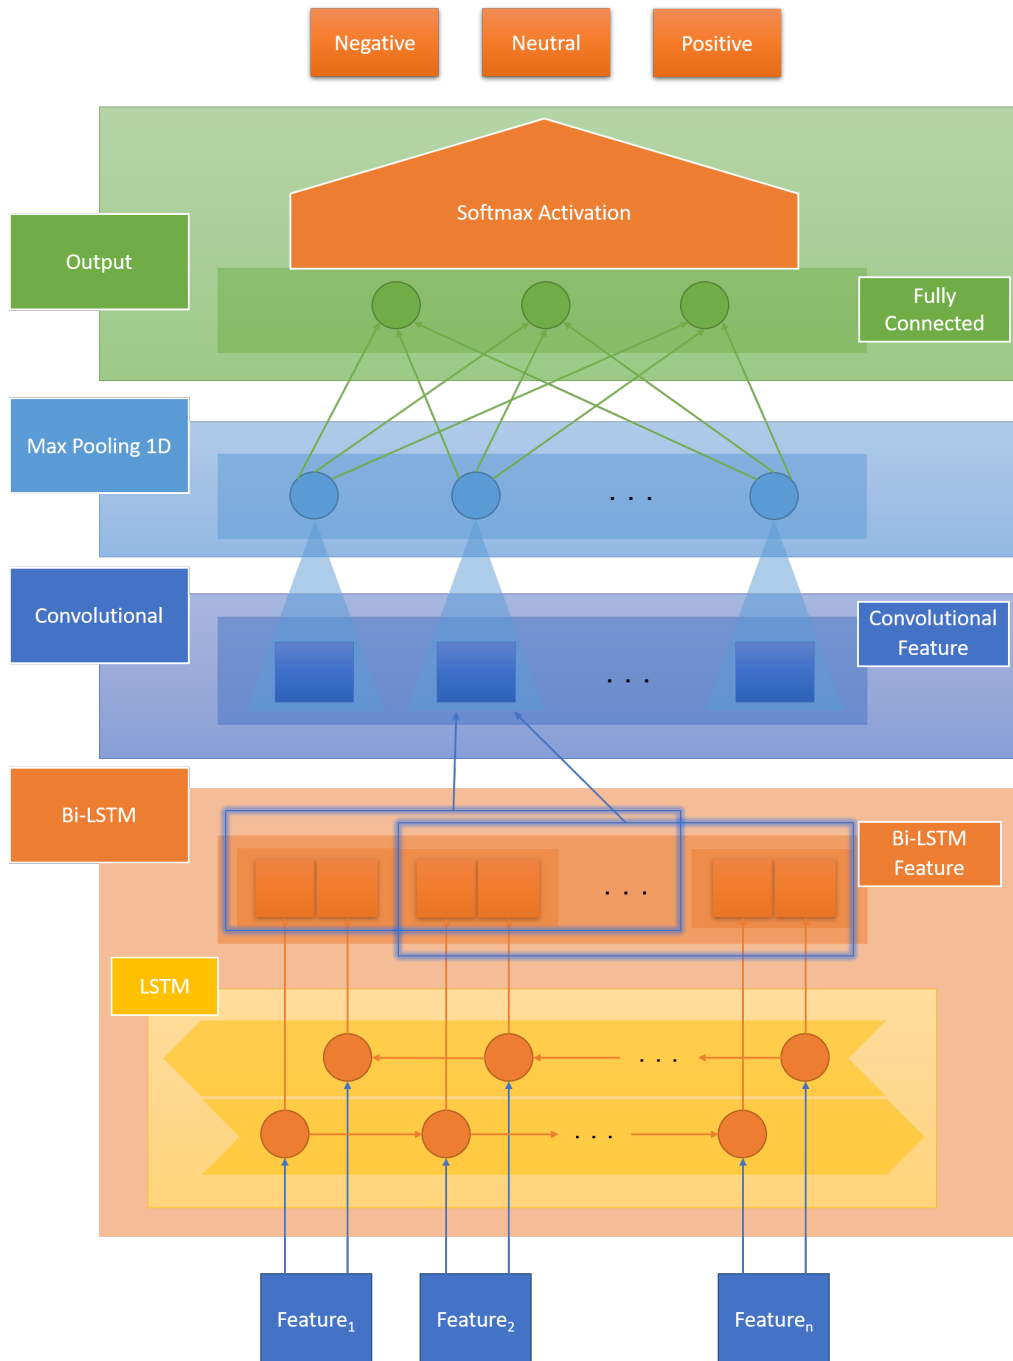 Negative
Neutral
Positive
Softmax Activation
Output
Fully
Connected
Max Pooling 1D
. . .
Convolutional
Convolutional
Feature
. . .
Bi-LSTM
Bi-LSTM
Feature
. . .
LSTM
. . .
. . .
Feature₁
Feature₂
Featureₙ